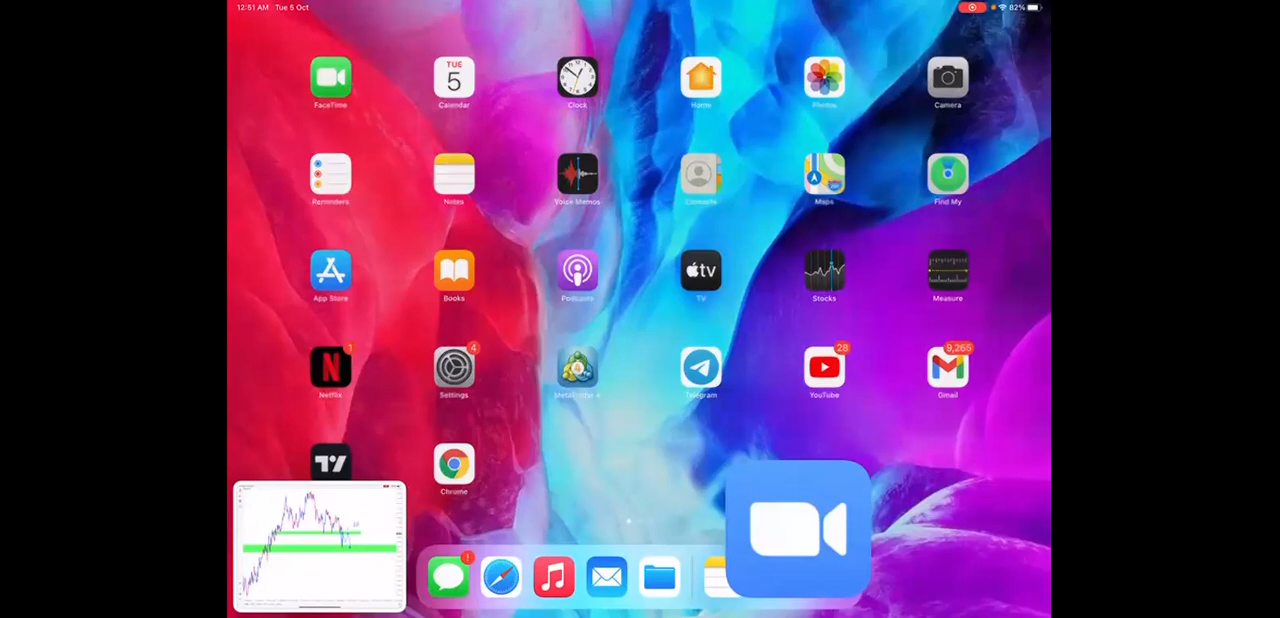 12:51 AM Tue 5 Oct
82%
TUE
5
FaceTime
Calendar
Clock
Home
Photos
Camera
Reminders
Notes
Voice Memos
Contacts
Maps
Find My
App Store
Books
Podcasts
tv
TV
Stocks
Measure
1
4
28
9,265
N
Netflix
Settings
MetaTrader 4
Telegram
YouTube
Gmail
Chrome
!